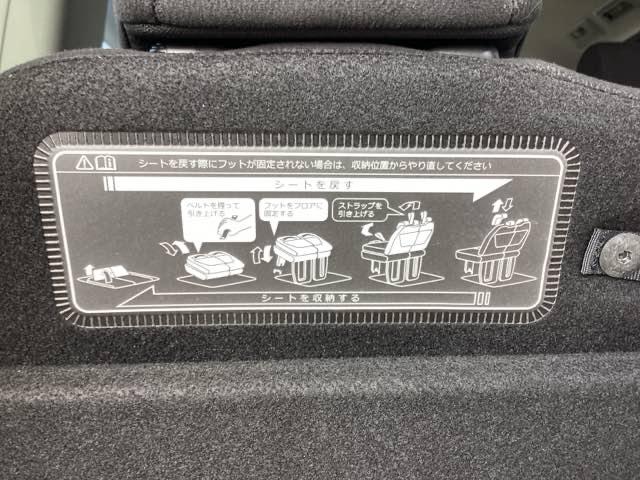 シートを戻す際にフットが固定されない場合は、収納位置からやり直してください
シートを戻す
ベルトを持って
引き上げる
フットをフロアに
固定する
ストラップを
引き上げる
シートを収納する